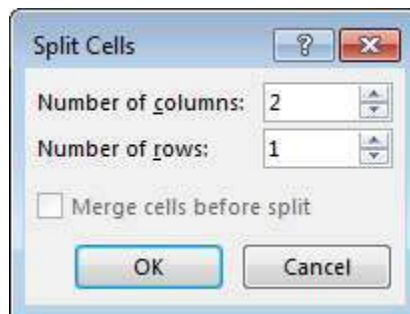 Split Cells ?
Number of columns: 2
Number of rows: 1
Merge cells before split
OK Cancel